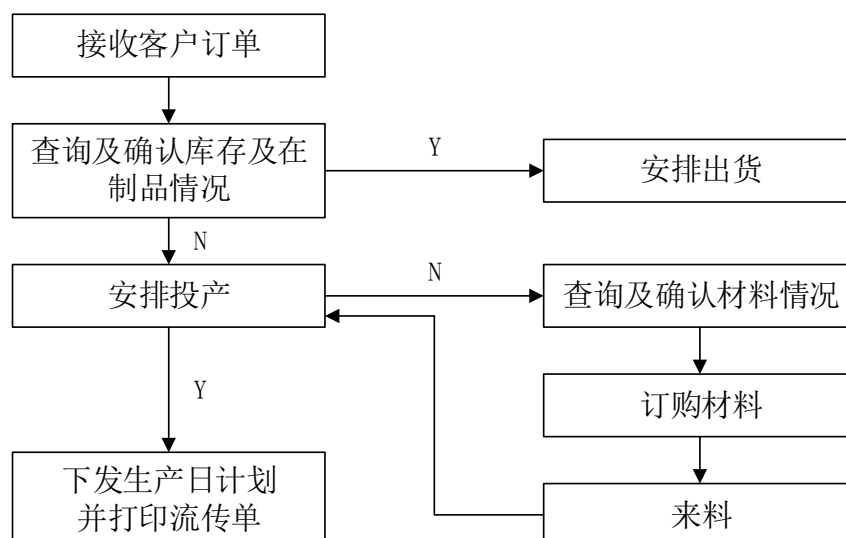 接收客户订单
查询及确认库存及在
制品情况
Y
安排出货
N
安排投产
N
查询及确认材料情况
Y
订购材料
下发生产日计划
并打印流传单
来料